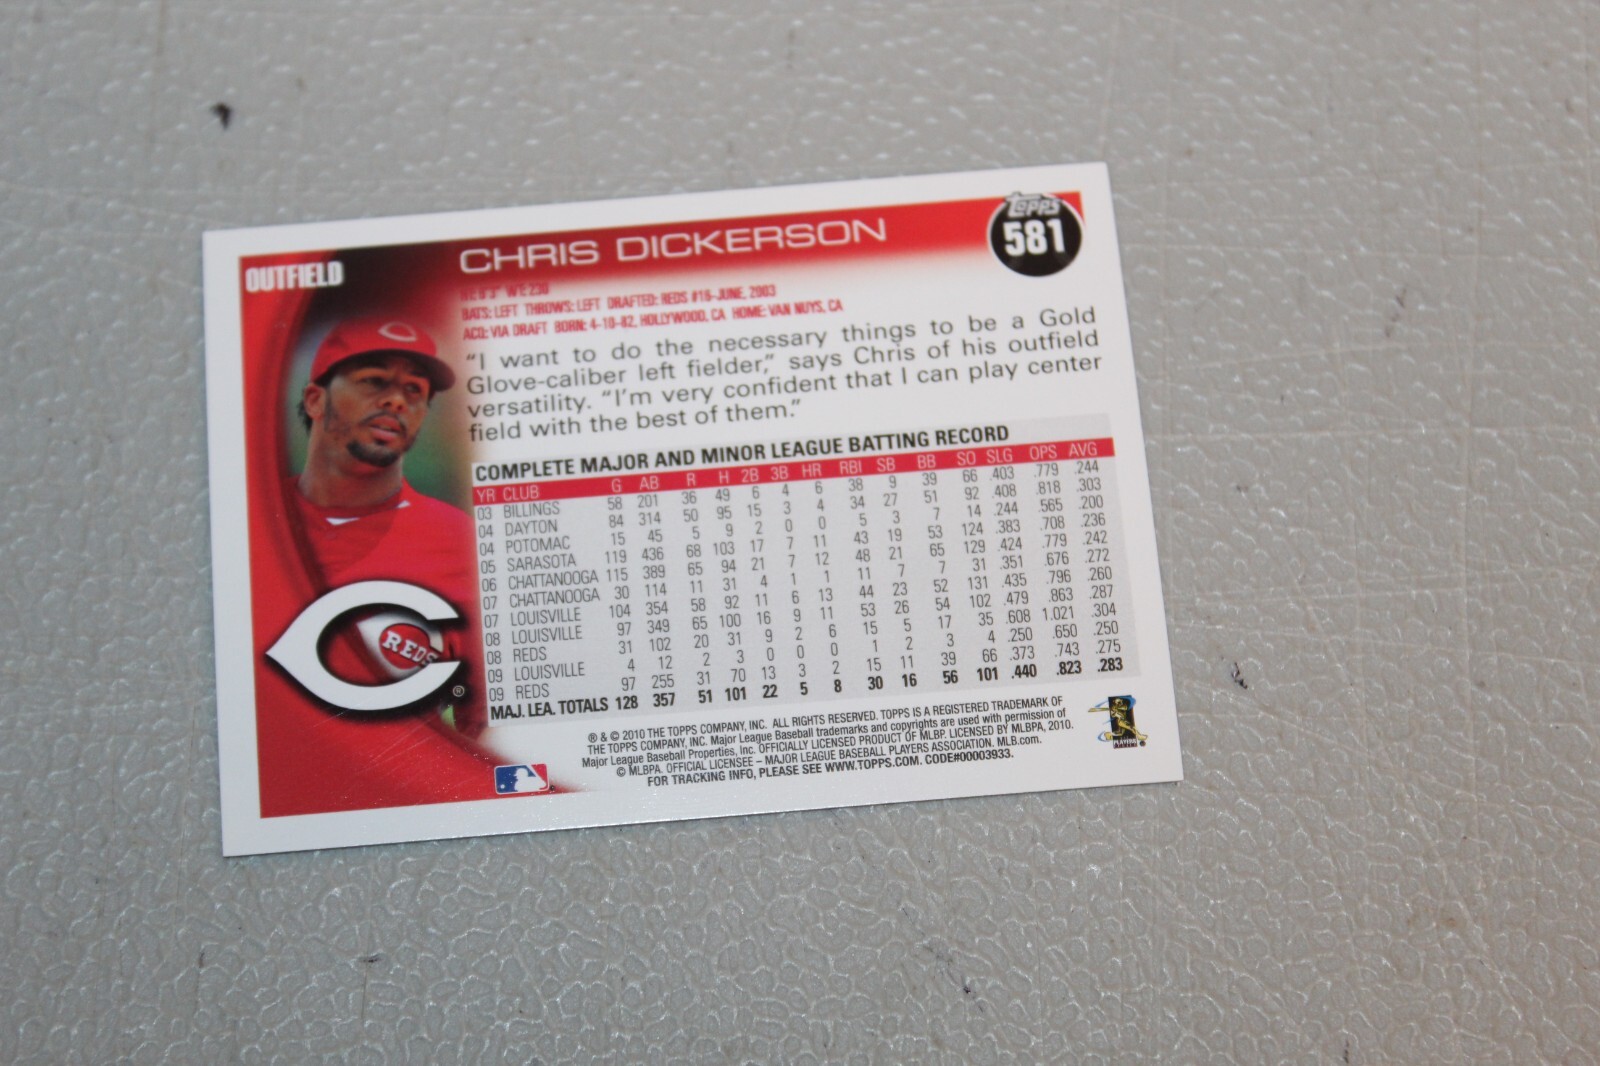 OUTFIELD
CHRIS DICKERSON
TOPPS
581
HT: 6'3" WT: 230
BATS: LEFT THROWS: LEFT DRAFTED: REDS #16-JUNE, 2003
ACQ: VIA DRAFT BORN: 4-10-82, HOLLYWOOD, CA HOME: VAN NUYS, CA
"I want to do the necessary things to be a Gold
Glove-caliber left fielder," says Chris of his outfield
versatility. "I'm very confident that I can play center
field with the best of them."
COMPLETE MAJOR AND MINOR LEAGUE BATTING RECORD
YR CLUB G AB R H 2B 3B HR RBI SB BB SO SLG OPS AVG
03 BILLINGS 58 201 36 49 6 4 6 38 9 39 66 .403 .779 .244
04 DAYTON 84 314 50 95 15 3 4 34 27 51 92 .408 .818 .303
04 POTOMAC 15 45 5 9 2 0 0 5 3 7 14 .244 .565 .200
05 SARASOTA 119 436 68 103 17 7 11 43 19 53 124 .383 .708 .236
06 CHATTANOOGA 115 389 65 94 21 7 12 48 21 65 129 .424 .779 .242
07 CHATTANOOGA 30 114 11 31 4 1 1 11 7 7 31 .351 .676 .272
07 LOUISVILLE 104 354 58 92 11 6 13 44 23 52 131 .435 .796 .260
08 LOUISVILLE 97 349 65 100 16 9 11 53 26 54 102 .479 .863 .287
08 REDS 31 102 20 31 9 2 6 15 5 17 35 .608 1.021 .304
09 LOUISVILLE 4 12 2 3 0 0 0 1 2 3 4 .250 .650 .250
09 REDS 97 255 31 70 13 3 2 15 11 39 66 .373 .743 .275
MAJ. LEA. TOTALS 128 357 51 101 22 5 8 30 16 56 101 .440 .823 .283
REDS
®
® & © 2010 THE TOPPS COMPANY, INC. ALL RIGHTS RESERVED. TOPPS IS A REGISTERED TRADEMARK OF
THE TOPPS COMPANY, INC. Major League Baseball trademarks and copyrights are used with permission of
Major League Baseball Properties, Inc. OFFICIALLY LICENSED PRODUCT OF MLBP. LICENSED BY MLBPA, 2010.
© MLBPA. OFFICIAL LICENSEE – MAJOR LEAGUE BASEBALL PLAYERS ASSOCIATION. MLB.com.
FOR TRACKING INFO, PLEASE SEE WWW.TOPPS.COM. CODE#00003933.
PLAYERS